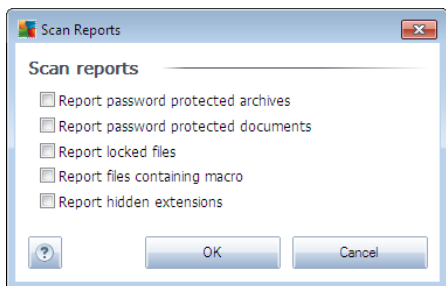 Scan Reports
Scan reports
Report password protected archives
Report password protected documents
Report locked files
Report files containing macro
Report hidden extensions
?
OK
Cancel